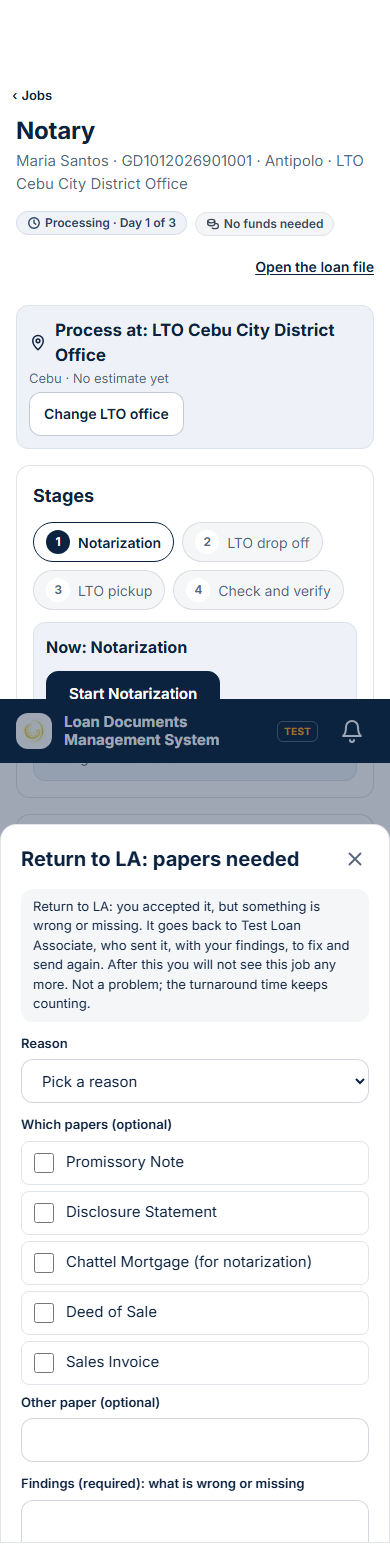 ‹ Jobs
Notary
Maria Santos · GD1012026901001 · Antipolo · LTO
Cebu City District Office
Processing · Day 1 of 3
No funds needed
Open the loan file
Process at: LTO Cebu City District
Office
Cebu · No estimate yet
Change LTO office
Stages
1 Notarization
2 LTO drop off
3 LTO pickup
4 Check and verify
Now: Notarization
Start Notarization
Loan Documents
Management System
TEST
Return to LA: papers needed
Return to LA: you accepted it, but something is
wrong or missing. It goes back to Test Loan
Associate, who sent it, with your findings, to fix and
send again. After this you will not see this job any
more. Not a problem; the turnaround time keeps
counting.
Reason
Pick a reason
Which papers (optional)
Promissory Note
Disclosure Statement
Chattel Mortgage (for notarization)
Deed of Sale
Sales Invoice
Other paper (optional)
Findings (required): what is wrong or missing